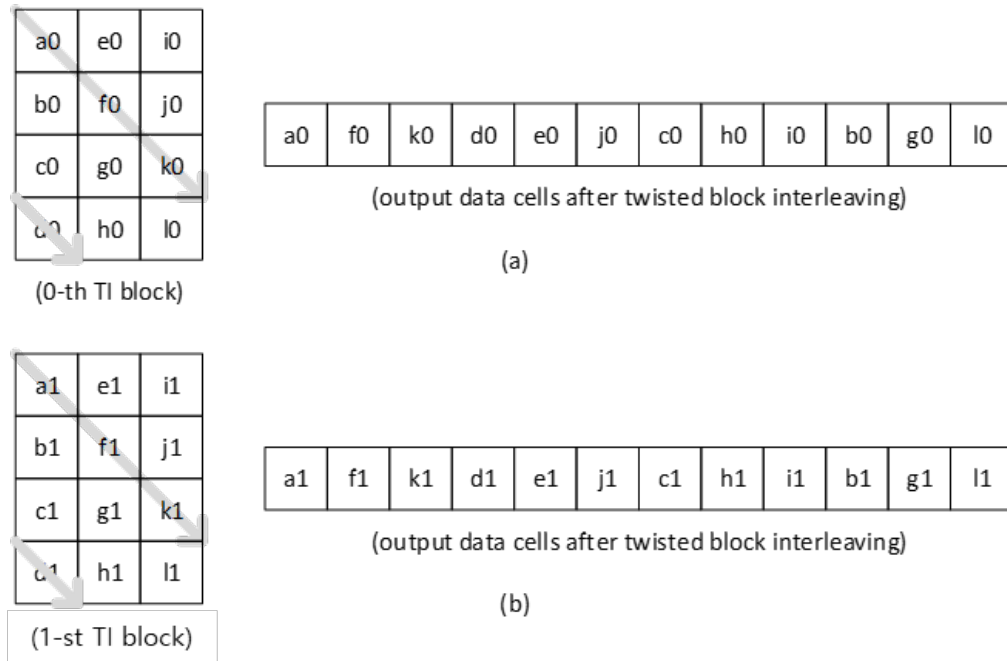 a0 e0 i0
b0 f0 j0
c0 g0 k0
d0 h0 l0
(0-th TI block)
a0 f0 k0 d0 e0 j0 c0 h0 i0 b0 g0 l0
(output data cells after twisted block interleaving)
(a)
a1 e1 i1
b1 f1 j1
c1 g1 k1
d1 h1 l1
(1-st TI block)
a1 f1 k1 d1 e1 j1 c1 h1 i1 b1 g1 l1
(output data cells after twisted block interleaving)
(b)